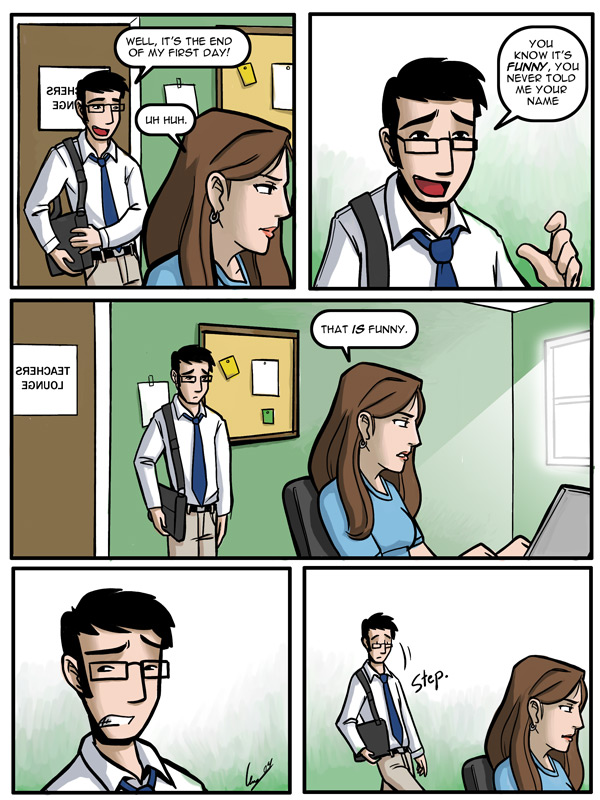 WELL, IT'S THE END
OF MY FIRST DAY!
TEACHERS
LOUNGE
UH HUH.
YOU
KNOW IT'S
FUNNY, YOU
NEVER TOLD
ME YOUR
NAME
THAT IS FUNNY.
TEACHERS
LOUNGE
Step.